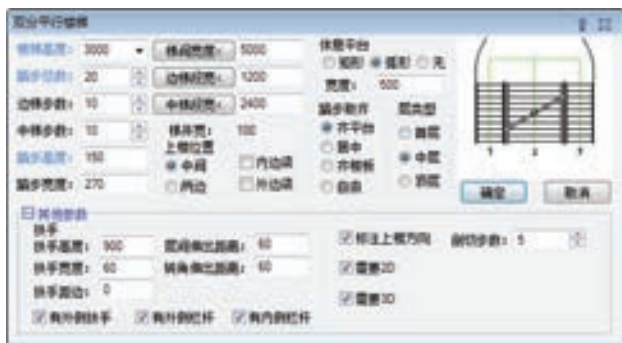 双分平行楼梯
楼梯高度： 3000 梯间宽度< 5000
踏步总数： 20 边梯段宽< 1200
边梯步数： 10 中梯段宽< 2400
中梯步数： 10 梯井宽： 100
踏步高度： 150
踏步宽度： 270
上楼位置
中间 内边梁
两边 外边梁
休息平台
矩形 弧形 无
宽度： 500
踏步取齐
齐平台
居中
齐楼板
自由
层类型
首层
中层
顶层
确定 取消
其他参数
扶手
扶手高度： 900 层间伸出距离： 60
扶手宽度： 60 转角伸出距离： 60
扶手距边： 0
有外侧扶手 有外侧栏杆 有内侧栏杆
标注上楼方向 剖切步数： 5
需要2D
需要3D